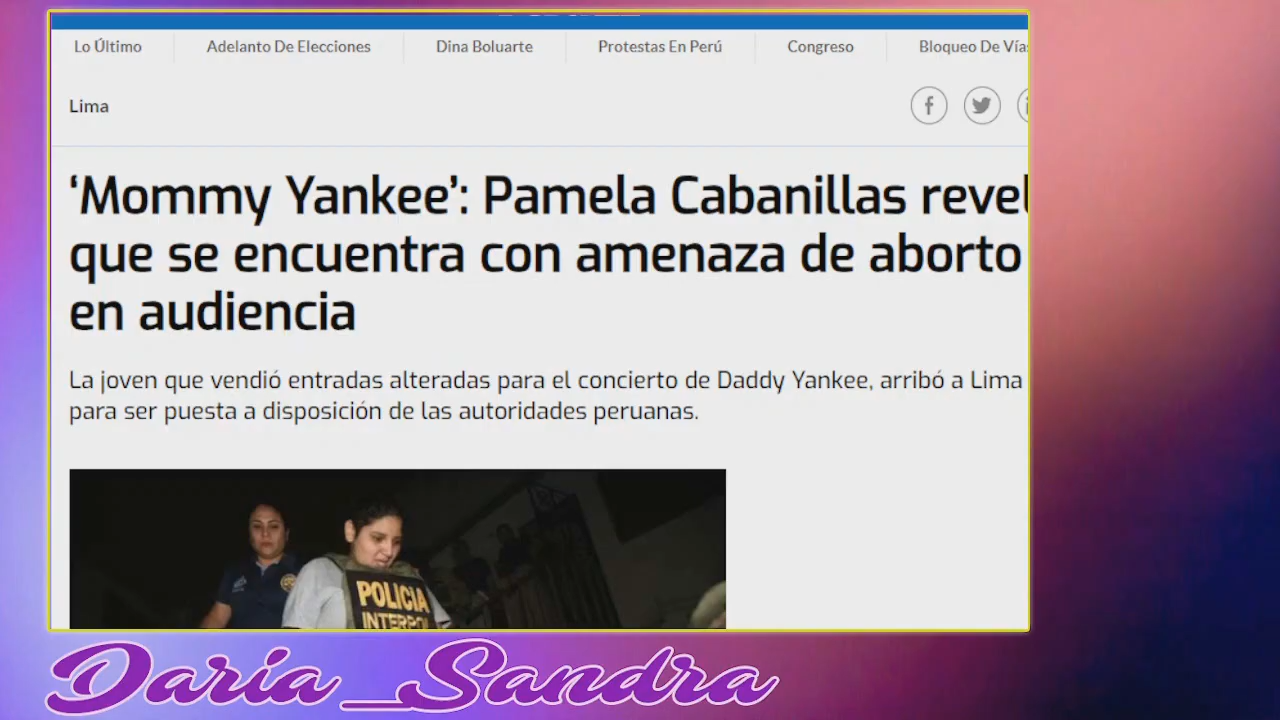 Lo Último Adelanto De Elecciones Dina Boluarte Protestas En Perú Congreso Bloqueo De Vías
Lima
‘Mommy Yankee’: Pamela Cabanillas revel
que se encuentra con amenaza de aborto
en audiencia
La joven que vendió entradas alteradas para el concierto de Daddy Yankee, arribó a Lima
para ser puesta a disposición de las autoridades peruanas.
POLICIA
INTERPOL
Daria_Sandra